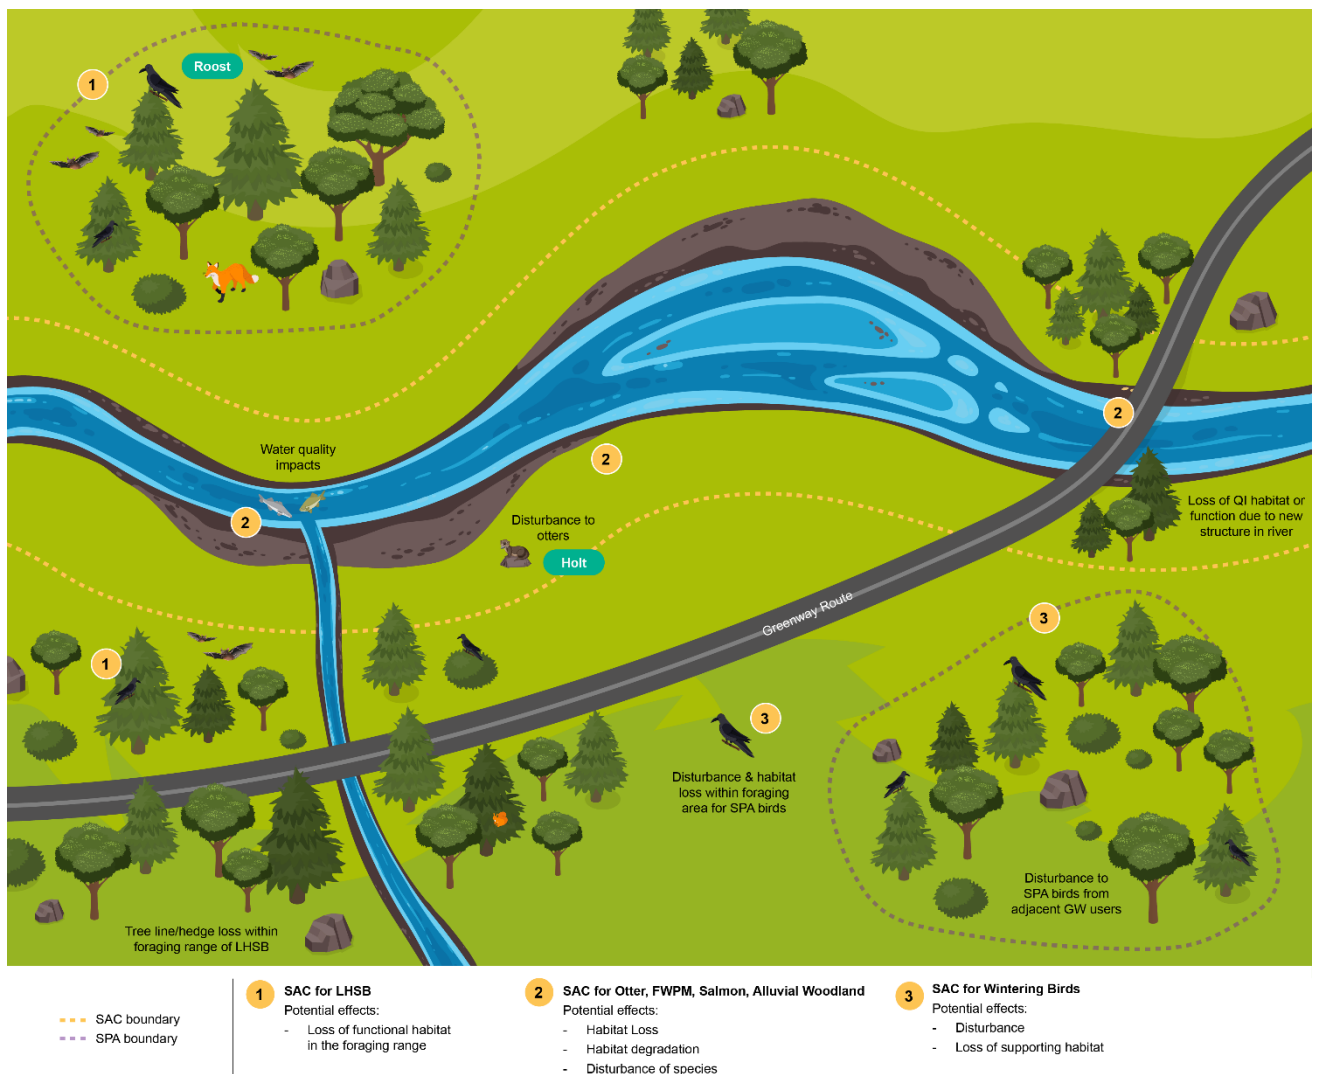 1
Roost
Water quality
impacts
2
2
2
Disturbance to
otters
Holt
Loss of QI habitat or
function due to new
structure in river
Greenway Route
1
3
3
Disturbance & habitat
loss within foraging
area for SPA birds
Disturbance to
SPA birds from
adjacent GW users
Tree line/hedge loss within
foraging range of LHSB
SAC boundary
SPA boundary
1
SAC for LHSB
Potential effects:
- Loss of functional habitat
in the foraging range
2
SAC for Otter, FWPM, Salmon, Alluvial Woodland
Potential effects:
- Habitat Loss
- Habitat degradation
- Disturbance of species
3
SAC for Wintering Birds
Potential effects:
- Disturbance
- Loss of supporting habitat